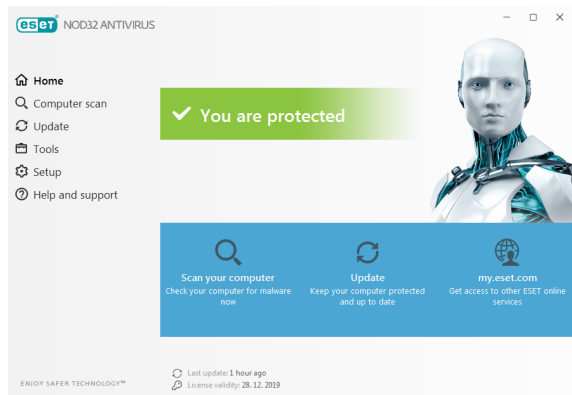 eseT NOD32 ANTIVIRUS
Home
Computer scan
Update
Tools
Setup
Help and support
You are protected
Scan your computer
Check your computer for malware
now
Update
Keep your computer protected
and up to date
my.eset.com
Get access to other ESET online
services
Last update: 1 hour ago
License validity: 28. 12. 2019
ENJOY SAFER TECHNOLOGY™